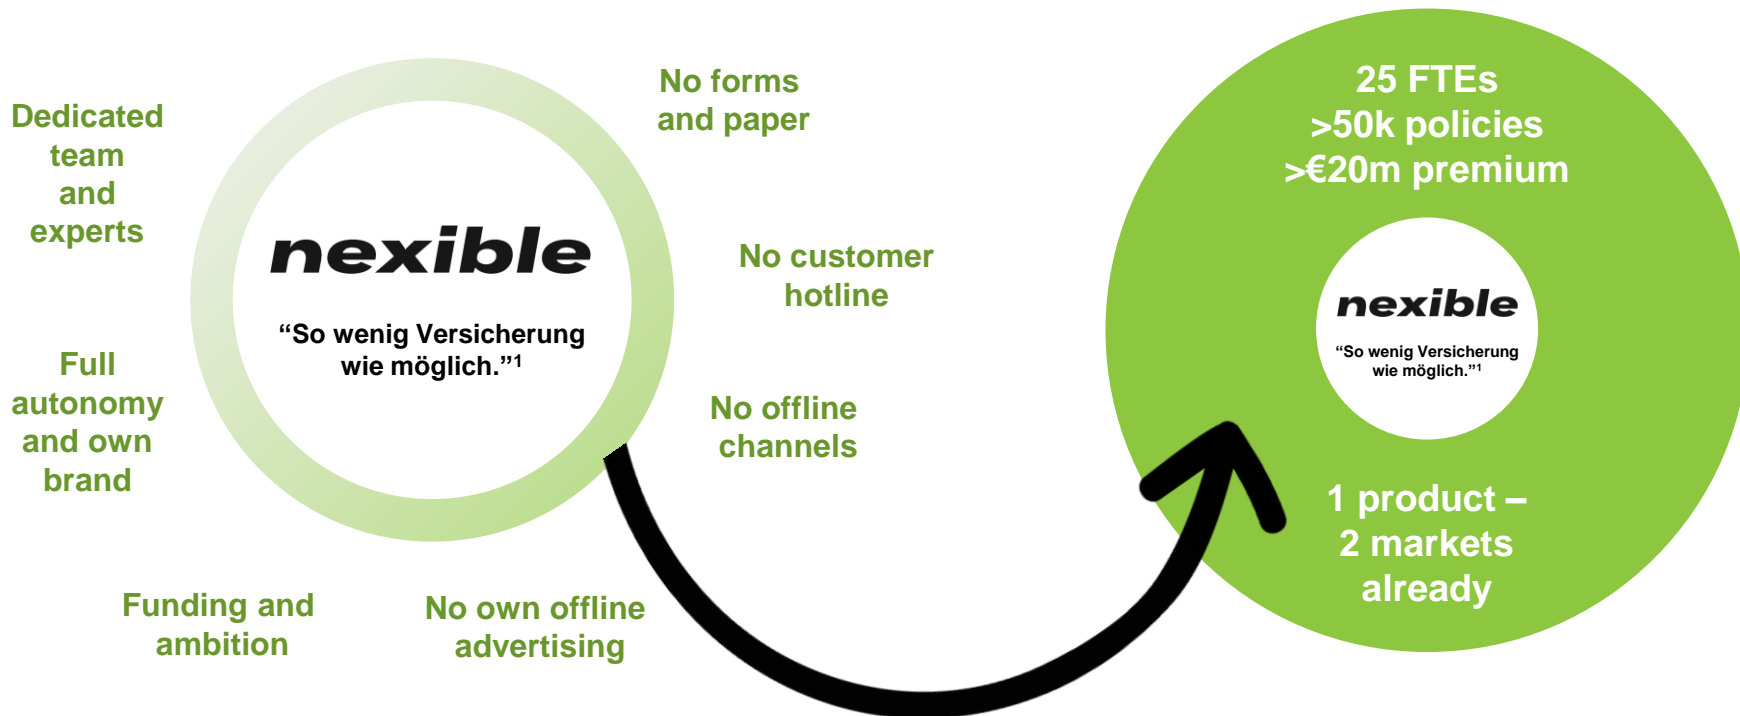 Dedicated
team
and
experts
Full
autonomy
and own
brand
Funding and
ambition
nexible
“So wenig Versicherung
wie möglich.”1
No forms
and paper
No customer
hotline
No offline
channels
No own offline
advertising
25 FTEs
>50k policies
>€20m premium
nexible
“So wenig Versicherung
wie möglich.”1
1 product –
2 markets
already